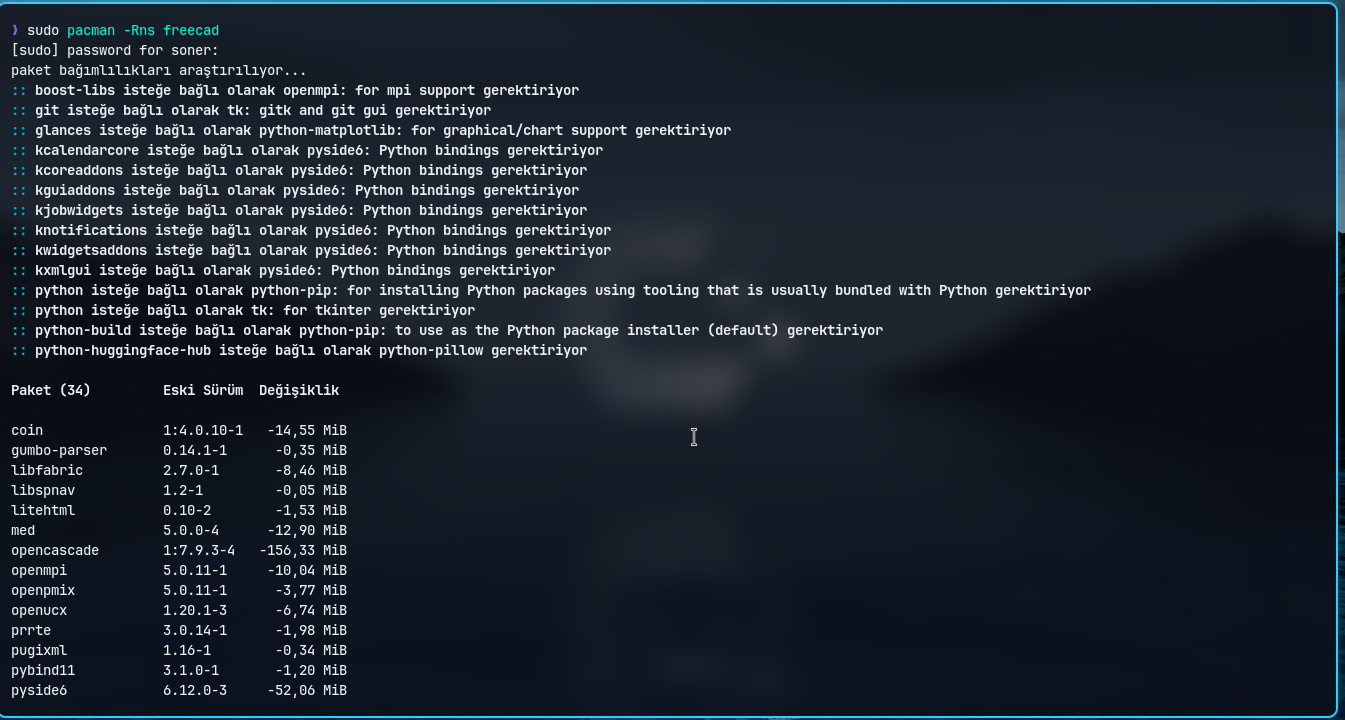 ❯ sudo pacman -Rns freecad
[sudo] password for soner:
paket bağımlılıkları araştırılıyor...
:: boost-libs isteğe bağlı olarak openmpi: for mpi support gerektiriyor
:: git isteğe bağlı olarak tk: gitk and git gui gerektiriyor
:: glances isteğe bağlı olarak python-matplotlib: for graphical/chart support gerektiriyor
:: kcalendarcore isteğe bağlı olarak pyside6: Python bindings gerektiriyor
:: kcoreaddons isteğe bağlı olarak pyside6: Python bindings gerektiriyor
:: kguiaddons isteğe bağlı olarak pyside6: Python bindings gerektiriyor
:: kjobwidgets isteğe bağlı olarak pyside6: Python bindings gerektiriyor
:: knotifications isteğe bağlı olarak pyside6: Python bindings gerektiriyor
:: kwidgetsaddons isteğe bağlı olarak pyside6: Python bindings gerektiriyor
:: kxmlgui isteğe bağlı olarak pyside6: Python bindings gerektiriyor
:: python isteğe bağlı olarak python-pip: for installing Python packages using tooling that is usually bundled with Python gerektiriyor
:: python isteğe bağlı olarak tk: for tkinter gerektiriyor
:: python-build isteğe bağlı olarak python-pip: to use as the Python package installer (default) gerektiriyor
:: python-huggingface-hub isteğe bağlı olarak python-pillow gerektiriyor
Paket (34) Eski Sürüm Değişiklik
coin 1:4.0.10-1 -14,55 MiB
gumbo-parser 0.14.1-1 -0,35 MiB
libfabric 2.7.0-1 -8,46 MiB
libspnav 1.2-1 -0,05 MiB
litehtml 0.10-2 -1,53 MiB
med 5.0.0-4 -12,90 MiB
opencascade 1:7.9.3-4 -156,33 MiB
openmpi 5.0.11-1 -10,04 MiB
openpmix 5.0.11-1 -3,77 MiB
openucx 1.20.1-3 -6,74 MiB
prrte 3.0.14-1 -1,98 MiB
pugixml 1.16-1 -0,34 MiB
pybind11 3.1.0-1 -1,20 MiB
pyside6 6.12.0-3 -52,06 MiB